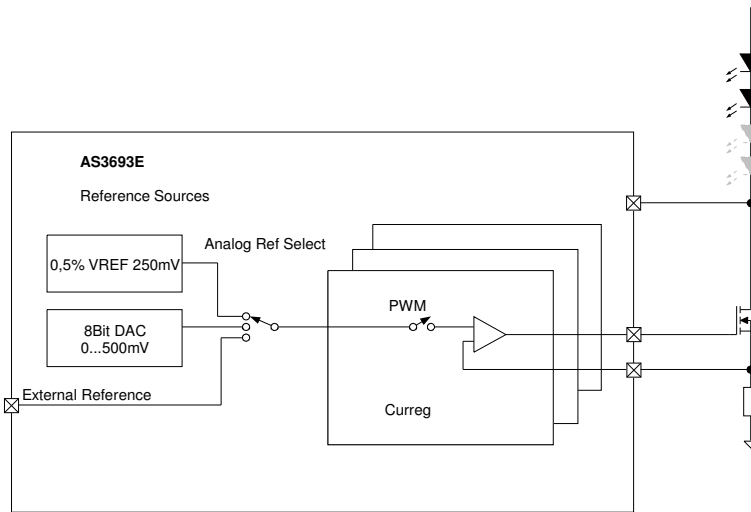 AS3693E
Reference Sources
Analog Ref Select
0,5% VREF 250mV
PWM
8Bit DAC
0...500mV
External Reference
Curreg